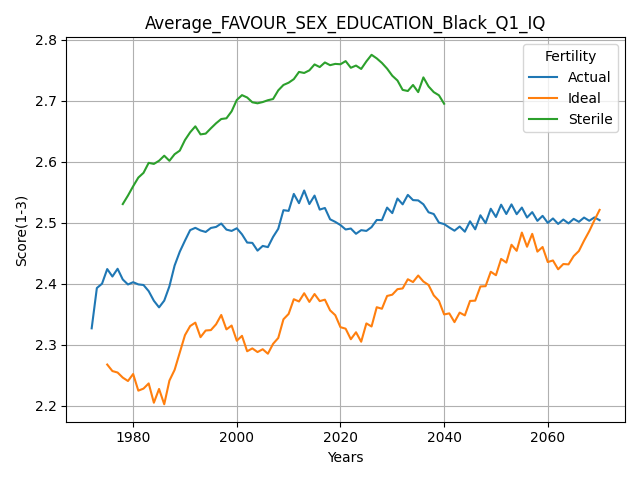 Average_FAVOUR_SEX_EDUCATION_Black_Q1_IQ
Fertility
Actual
Ideal
Sterile
Score(1-3)
2.8
2.7
2.6
2.5
2.4
2.3
2.2
1980 2000 2020 2040 2060
Years